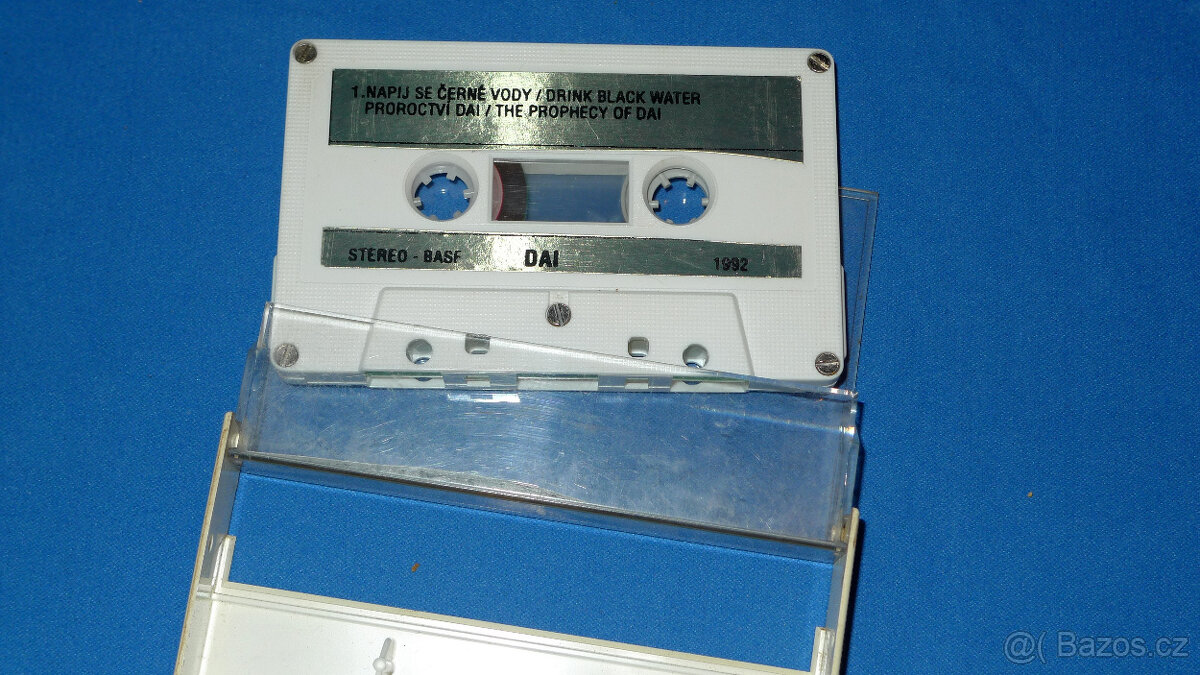 1.NAPIJ SE ČERNÉ VODY / DRINK BLACK WATER
PROROCTVÍ DAI / THE PROPHECY OF DAI
STEREO - BASF DAI 1992
@( Bazos.cz